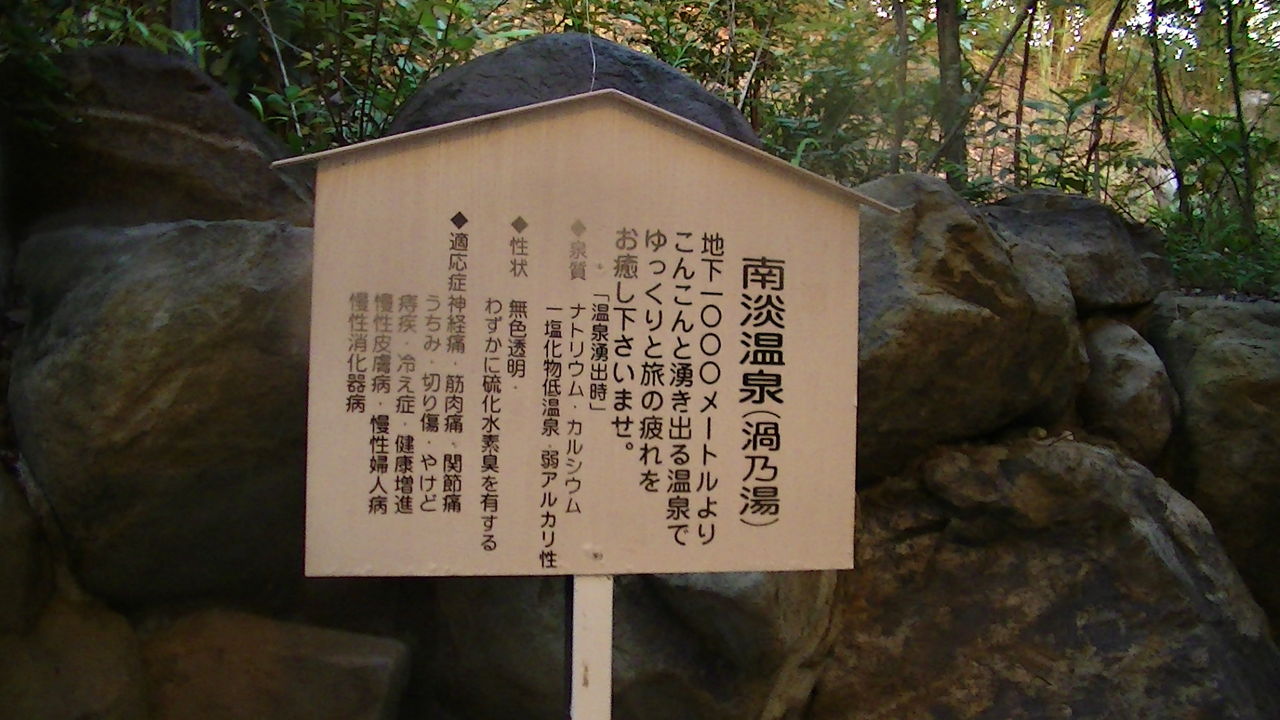 南淡温泉（渦乃湯）
地下一〇〇〇メートルより
こんこんと湧き出る温泉で
ゆっくりと旅の疲れを
お癒し下さいませ。
◆泉質 「温泉湧出時」
ナトリウム・カルシウム
ー塩化物低温泉・弱アルカリ性
◆性状 無色透明・
わずかに硫化水素臭を有する
◆適応症 神経痛・筋肉痛・関節痛
うちみ・切り傷・やけど
痔疾・冷え症・健康増進
慢性皮膚病・慢性婦人病
慢性消化器病